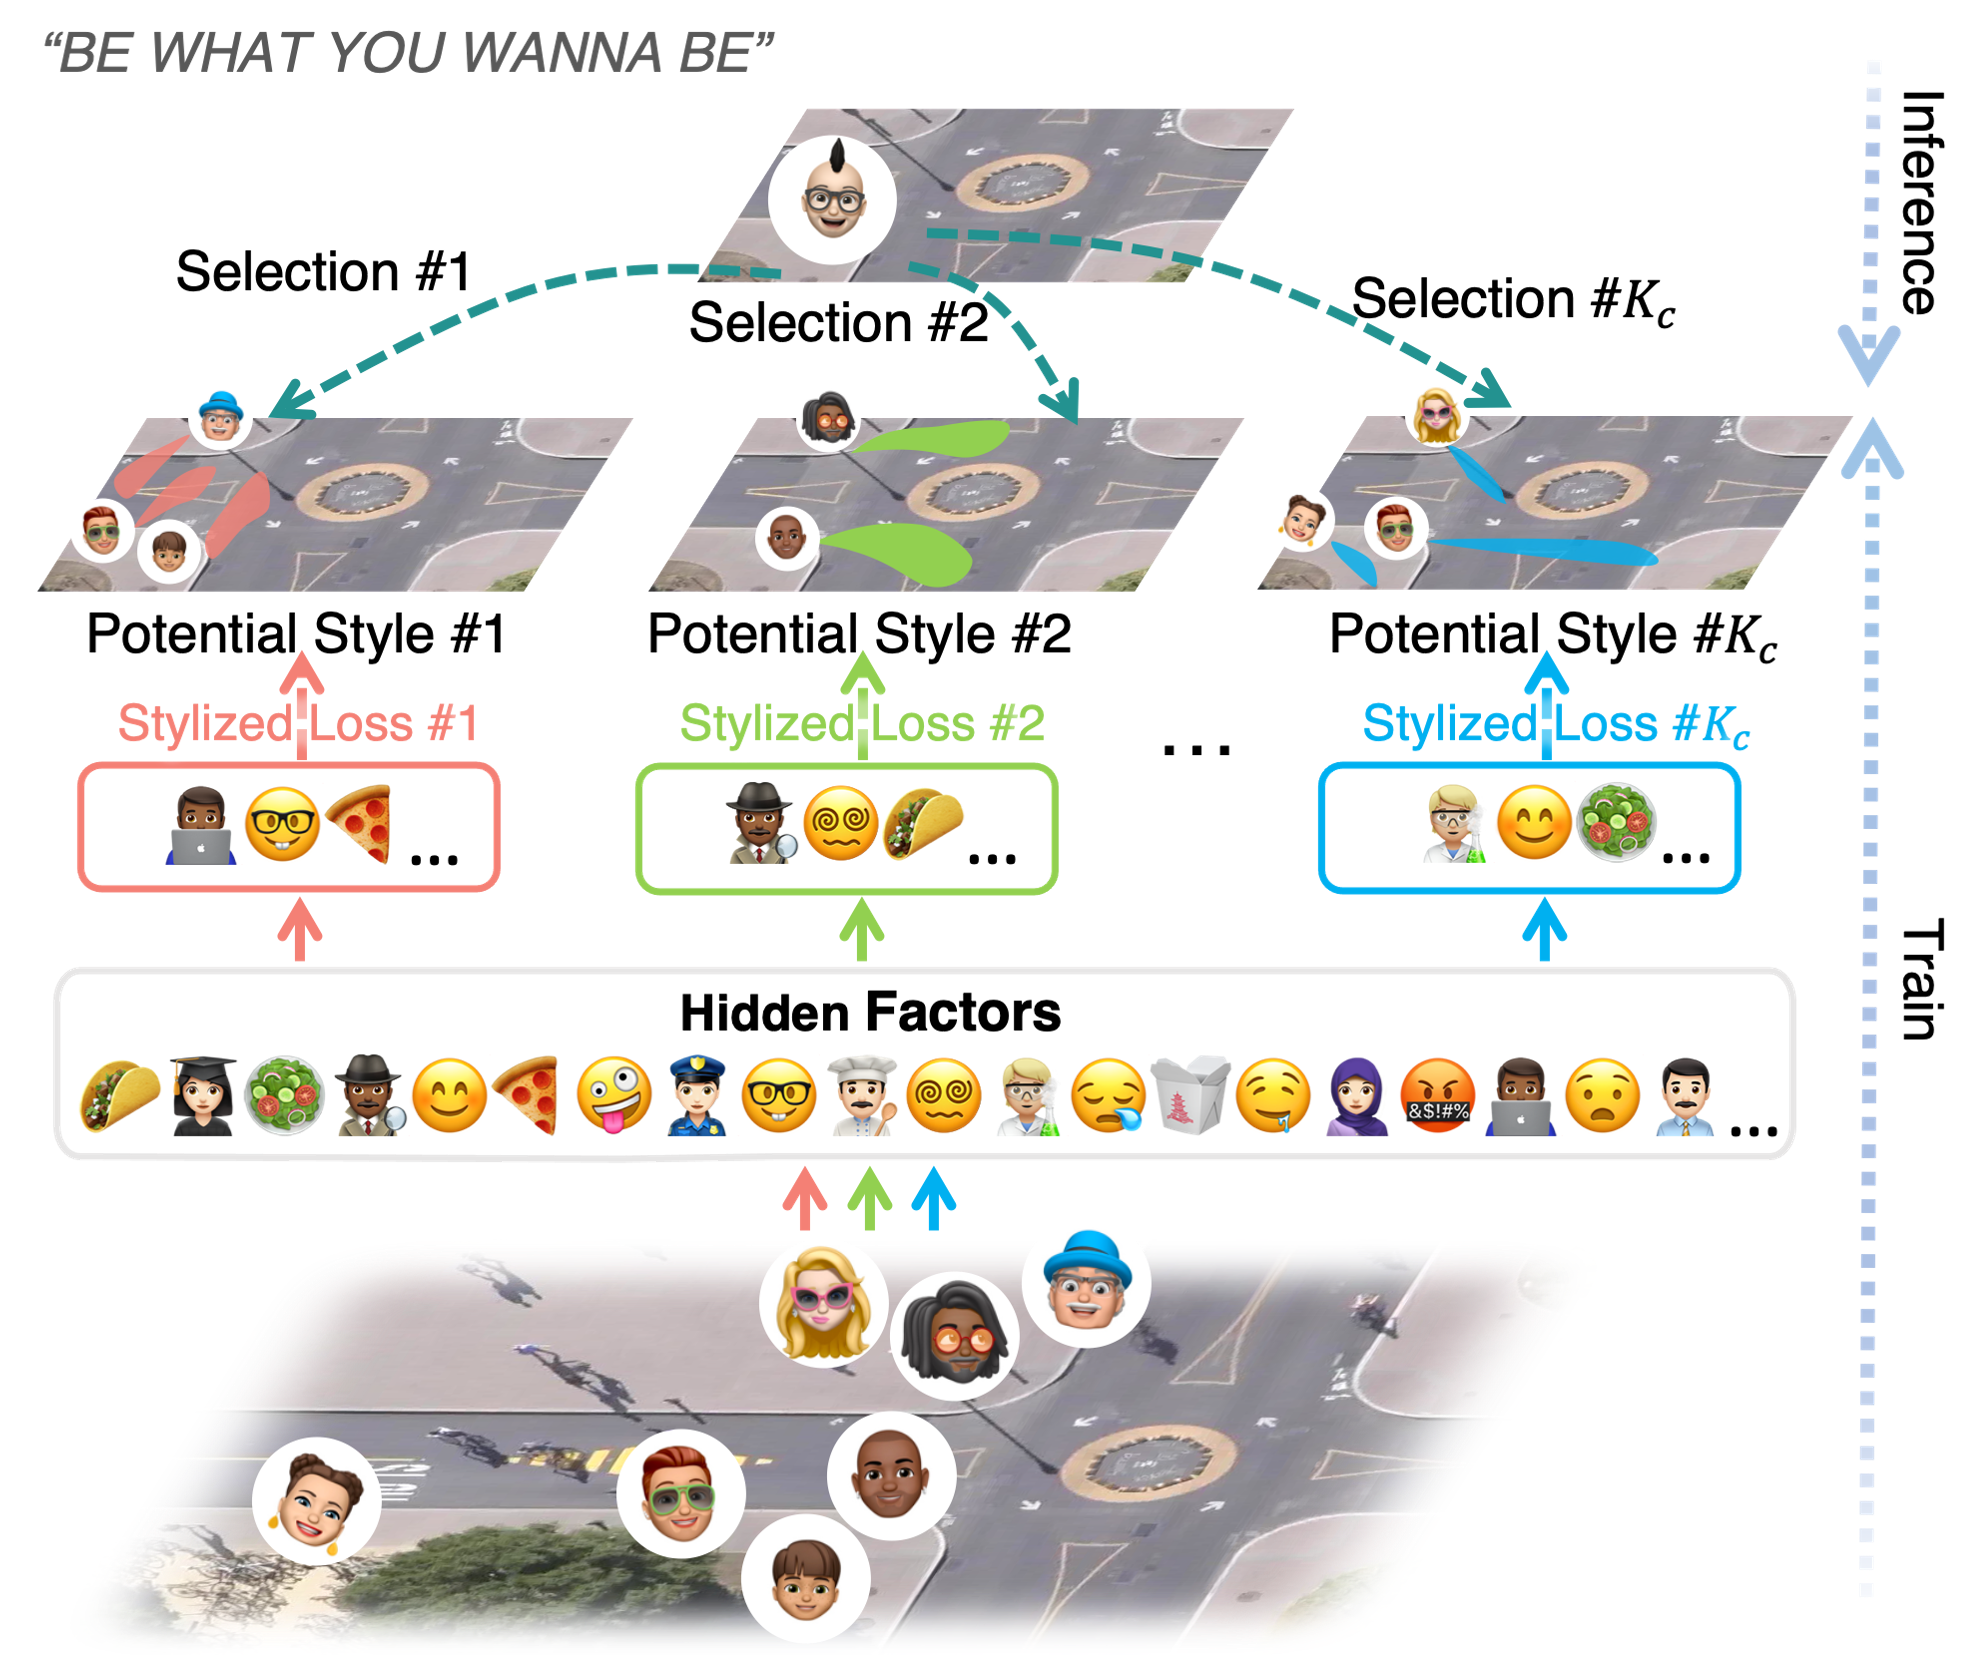 “BE WHAT YOU WANNA BE”
Inference
Selection #1
Selection #2
Selection #K_c
Potential Style #1
Potential Style #2
Potential Style #K_c
Stylized Loss #1
Stylized Loss #2
...
Stylized Loss #K_c
...
...
...
Train
Hidden Factors
&$!#%
...